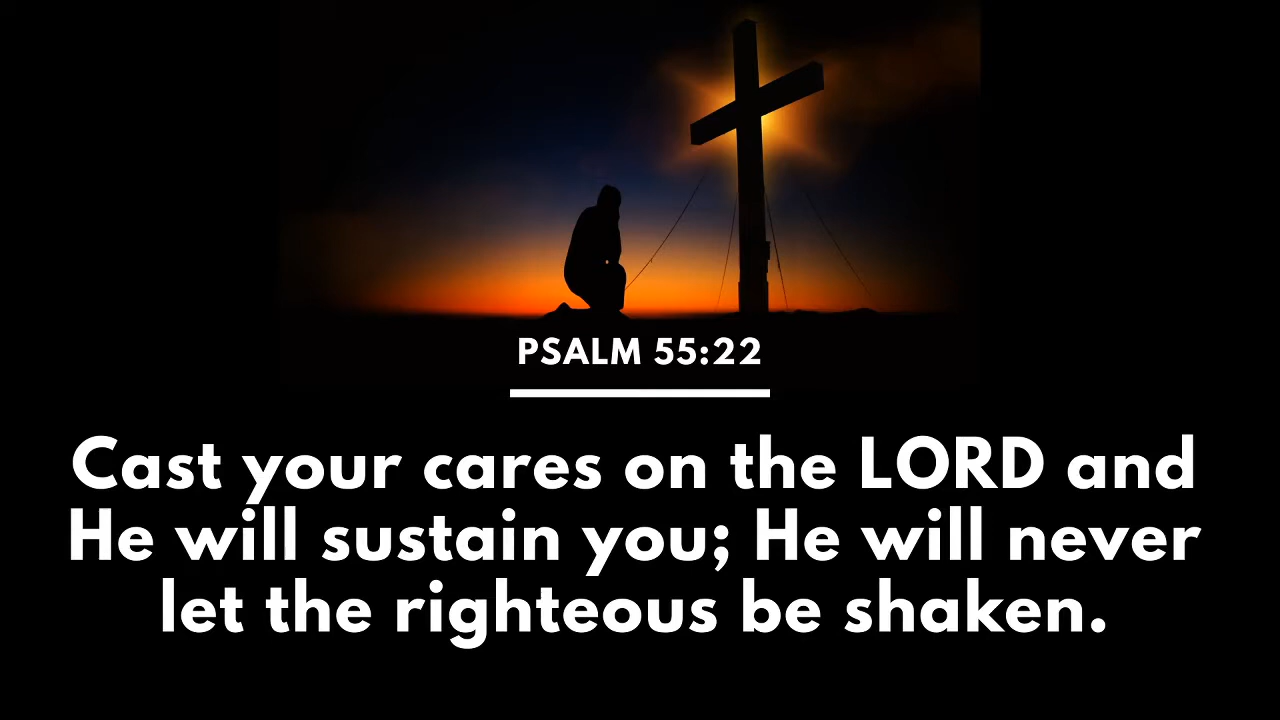 PSALM 55:22
Cast your cares on the LORD and
He will sustain you; He will never
let the righteous be shaken.